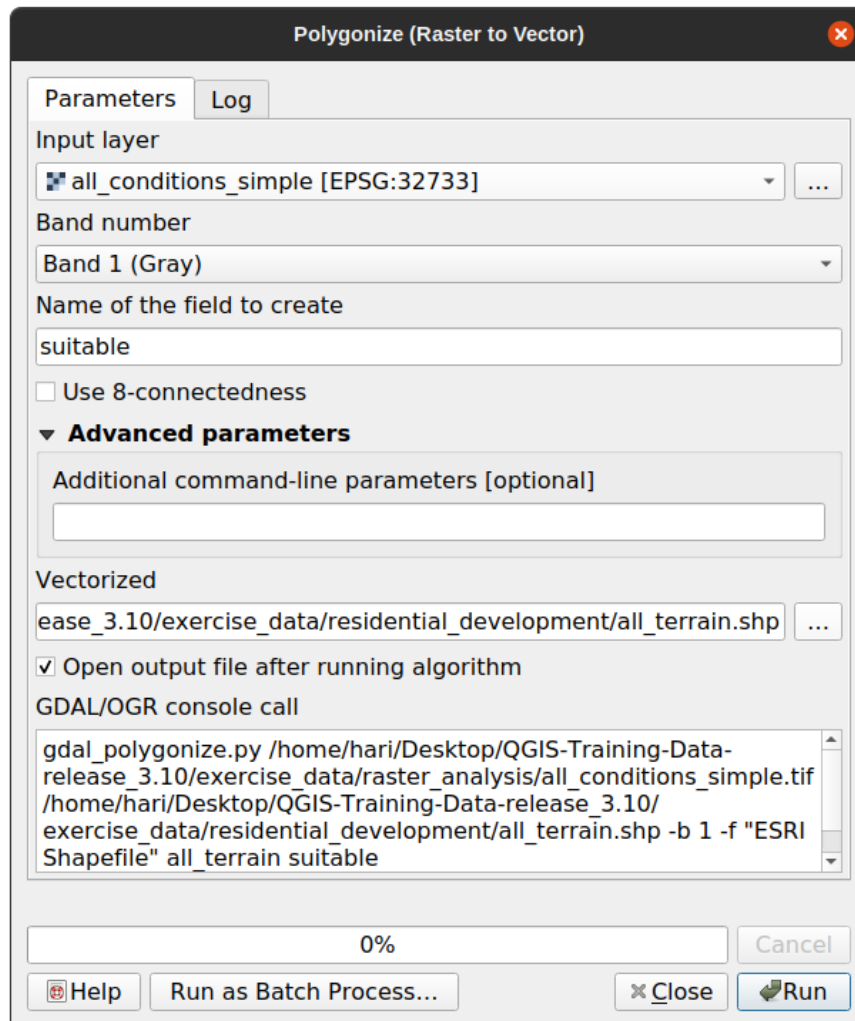 Polygonize (Raster to Vector)
Parameters
Log
Input layer
all_conditions_simple [EPSG:32733]
...
Band number
Band 1 (Gray)
Name of the field to create
suitable
Use 8-connectedness
Advanced parameters
Additional command-line parameters [optional]
Vectorized
ease_3.10/exercise_data/residential_development/all_terrain.shp
...
Open output file after running algorithm
GDAL/OGR console call
gdal_polygonize.py /home/hari/Desktop/QGIS-Training-Data-
release_3.10/exercise_data/raster_analysis/all_conditions_simple.tif
/home/hari/Desktop/QGIS-Training-Data-release_3.10/
exercise_data/residential_development/all_terrain.shp -b 1 -f "ESRI
Shapefile" all_terrain suitable
0%
Cancel
Help
Run as Batch Process...
Close
Run